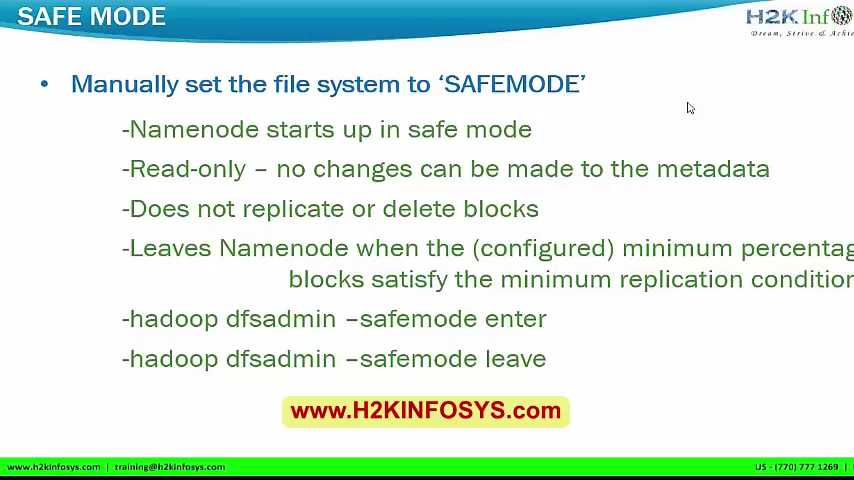 SAFE MODE
H2K Inf
Dream, Strive & Achie
• Manually set the file system to ‘SAFEMODE’
-Namenode starts up in safe mode
-Read-only – no changes can be made to the metadata
-Does not replicate or delete blocks
-Leaves Namenode when the (configured) minimum percentag
blocks satisfy the minimum replication condition
-hadoop dfsadmin –safemode enter
-hadoop dfsadmin –safemode leave
www.H2KINFOSYS.com
www.h2kinfosys.com | training@h2kinfosys.com
US - (770) 777 1269 |